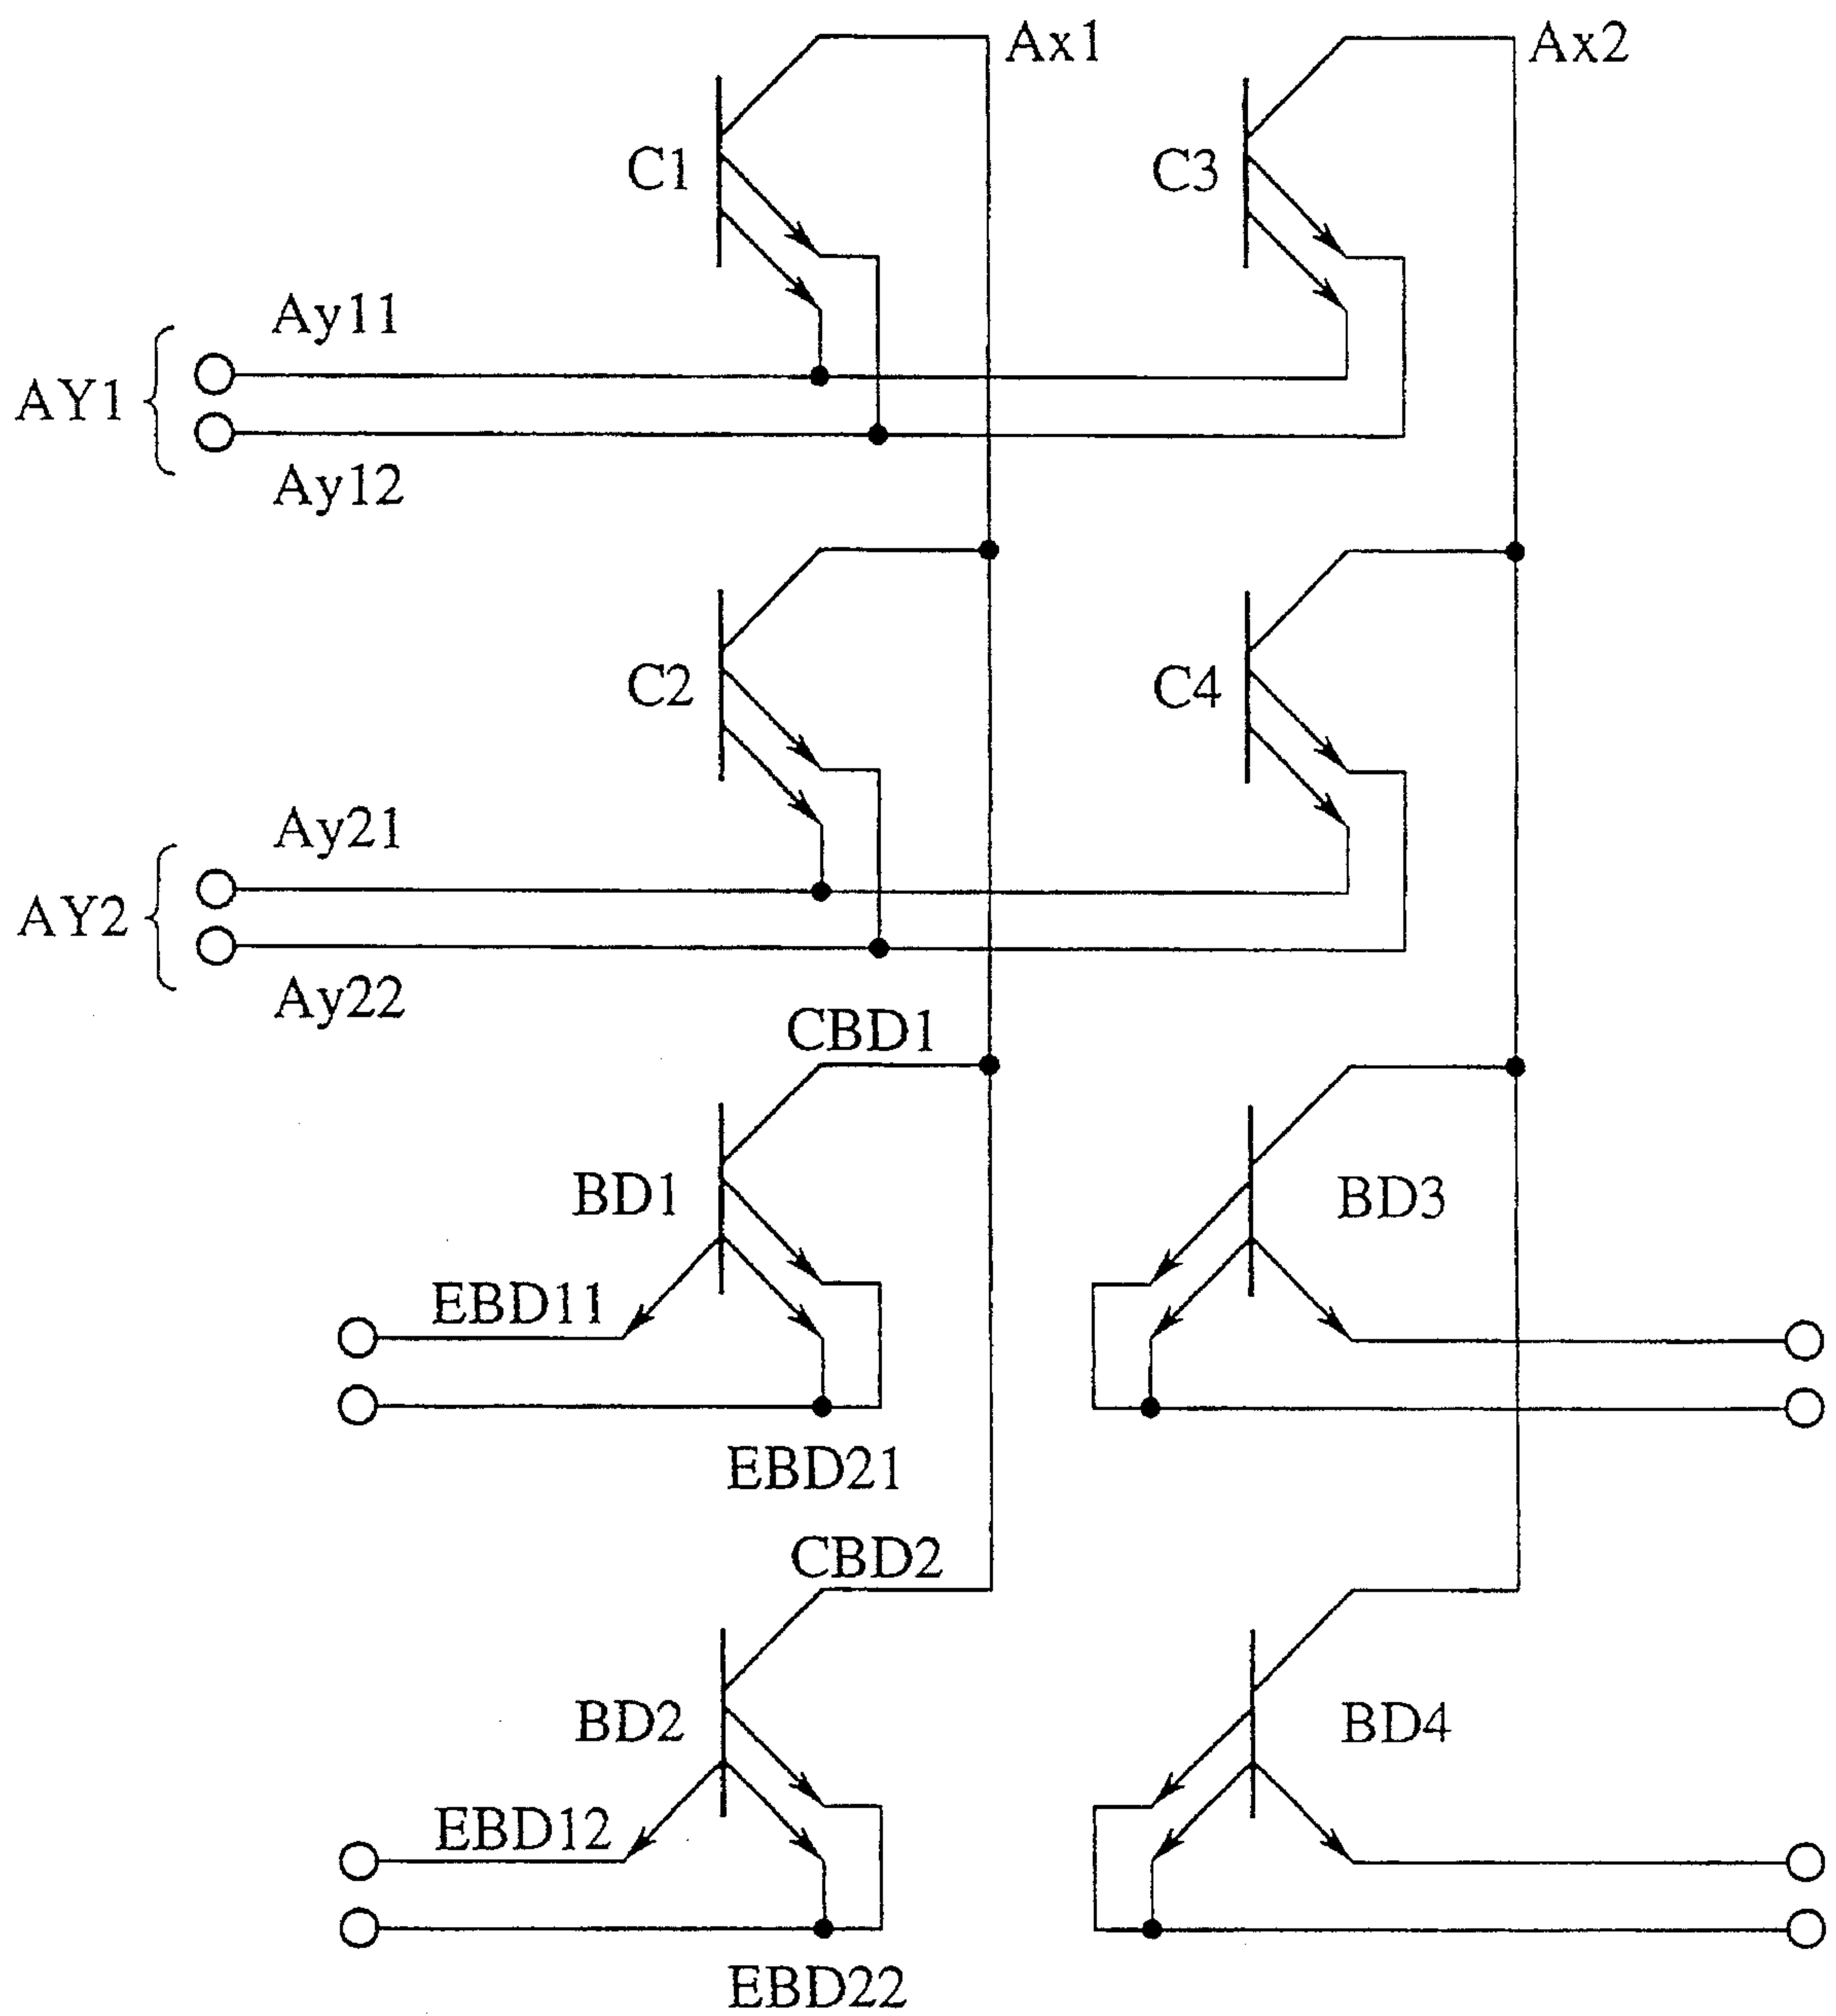 Ax1
Ax2
C1
C3
Ay11
AY1
Ay12
C2
C4
Ay21
AY2
Ay22
CBD1
BD1
BD3
EBD11
EBD21
CBD2
BD2
BD4
EBD12
EBD22